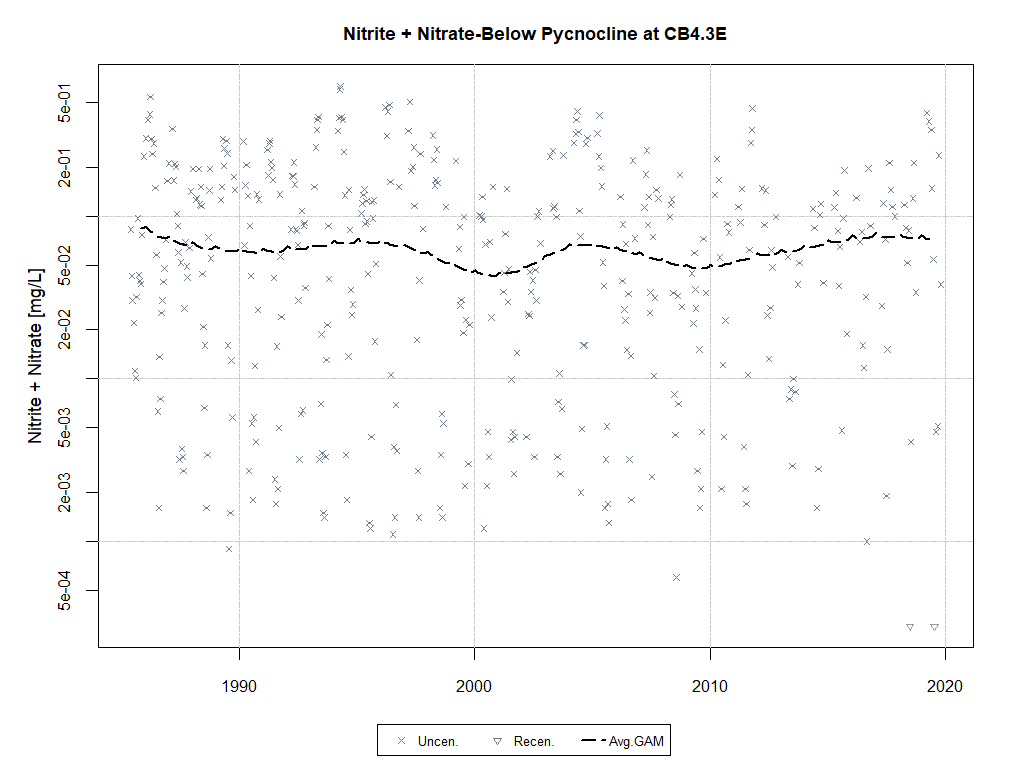 Nitrite + Nitrate-Below Pycnocline at CB4.3E
Nitrite + Nitrate [mg/L]
5e-01
2e-01
5e-02
2e-02
5e-03
2e-03
5e-04
1990 2000 2010 2020
Uncen. Recen. Avg.GAM